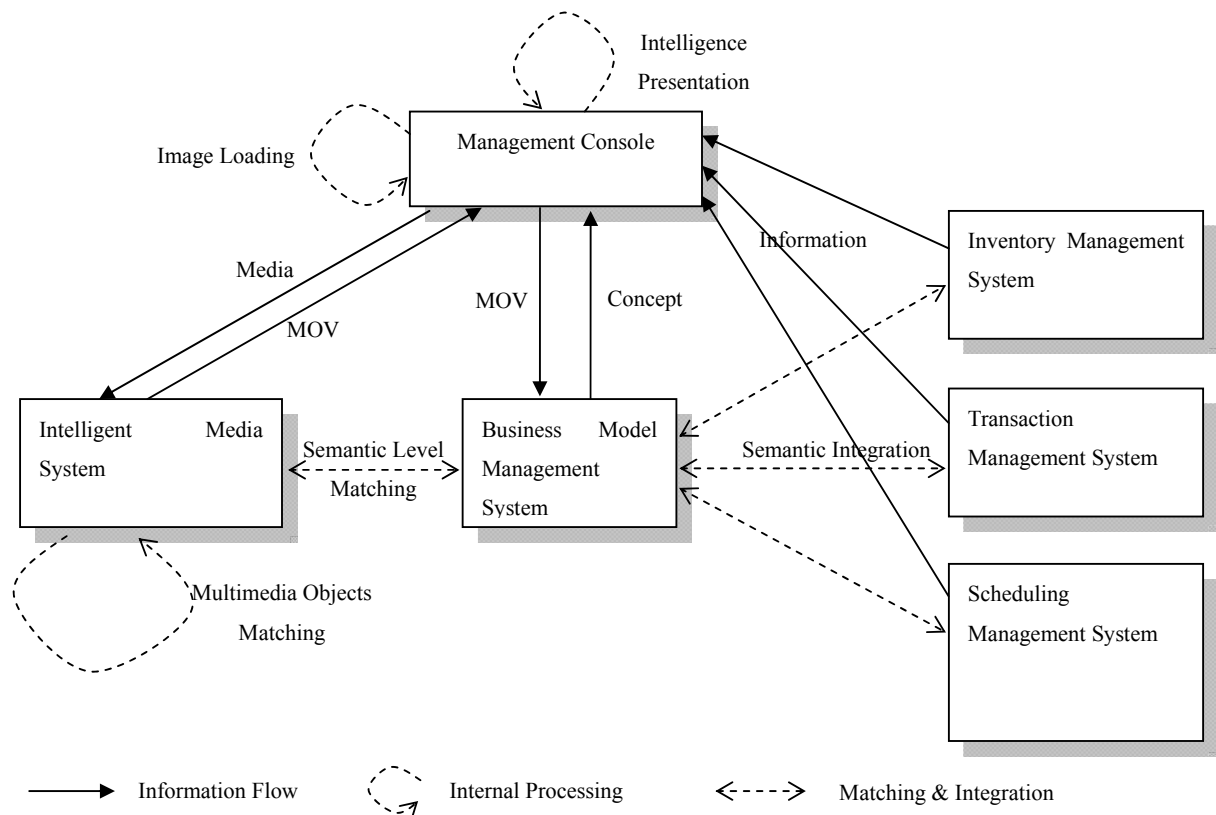 Intelligence
Presentation
Management Console
Image Loading
Information
Inventory Management
System
Media
MOV
MOV
Concept
Intelligent Media
System
Semantic Level
Matching
Business Model
Management
System
Semantic Integration
Transaction
Management System
Multimedia Objects
Matching
Scheduling
Management System
Information Flow
Internal Processing
Matching & Integration